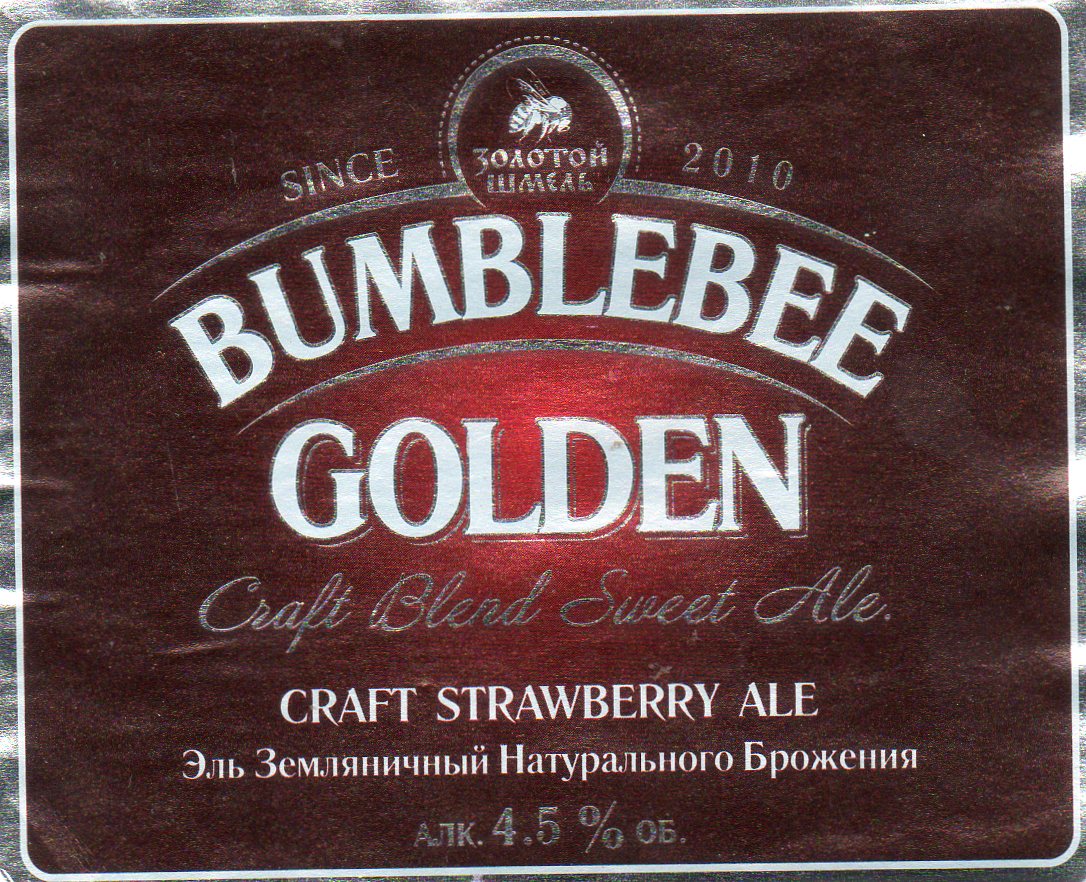 ЗОЛОТОЙ
ШМЕЛЬ
SINCE 2010
BUMBLEBEE
GOLDEN
Craft Blend Sweet Ale.
CRAFT STRAWBERRY ALE
Эль Земляничный Натурального Брожения
АЛК. 4.5 % ОБ.